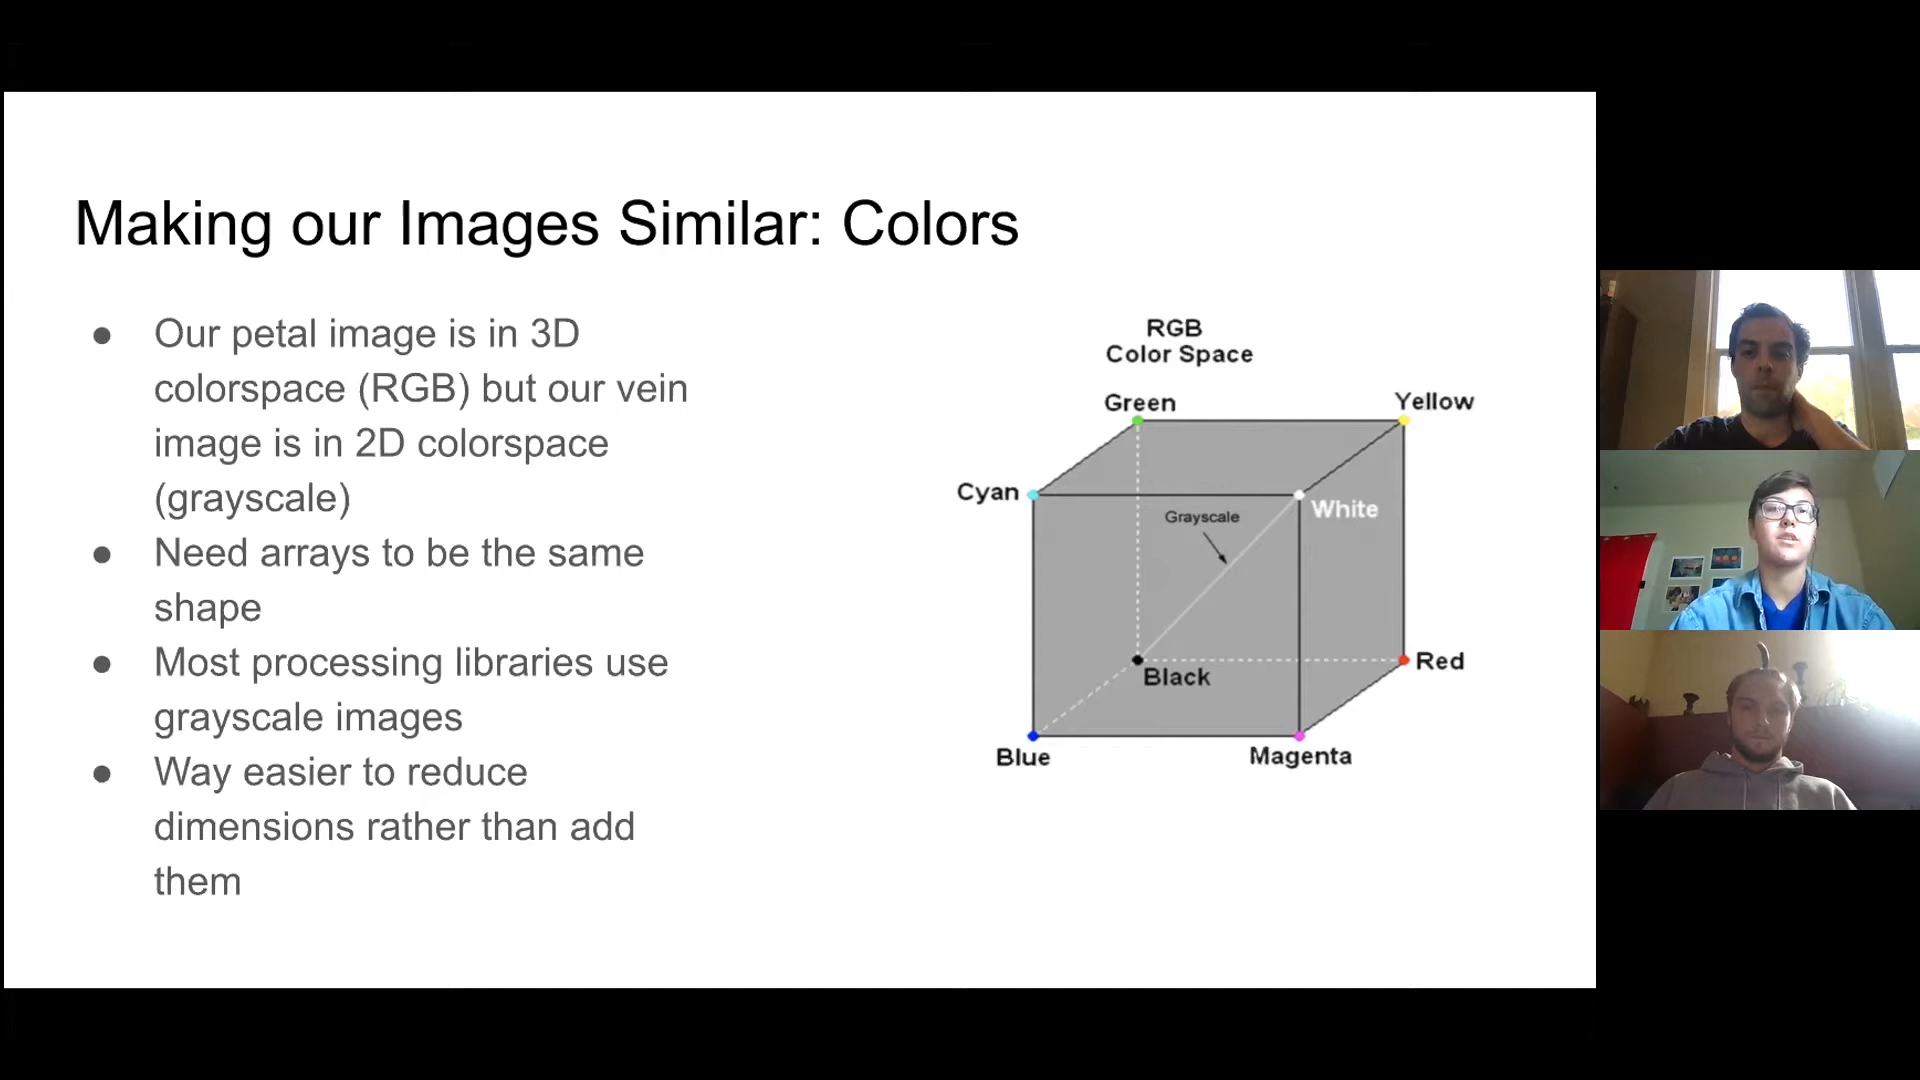 Making our Images Similar: Colors
● Our petal image is in 3D
colorspace (RGB) but our vein
image is in 2D colorspace
(grayscale)
● Need arrays to be the same
shape
● Most processing libraries use
grayscale images
● Way easier to reduce
dimensions rather than add
them
RGB
Color Space
Green
Yellow
Cyan
White
Grayscale
Black
Red
Blue
Magenta